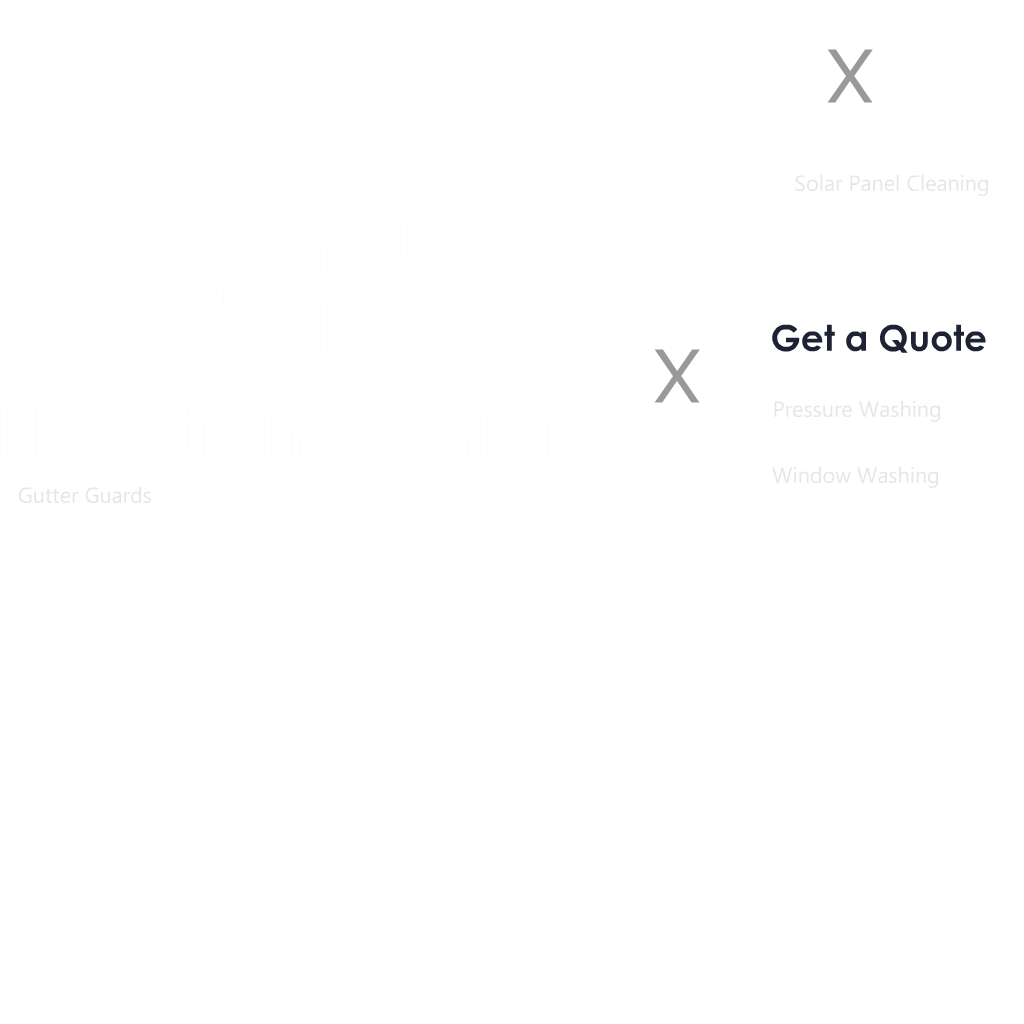 X
Solar Panel Cleaning
Get a Quote
X
Pressure Washing
Window Washing
Gutter Guards